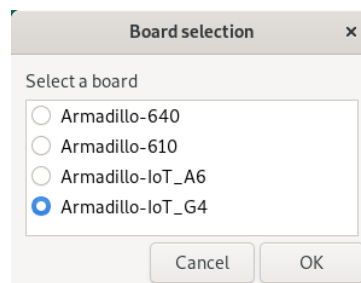 Board selection ×
Select a board
Armadillo-640
Armadillo-610
Armadillo-IoT_A6
Armadillo-IoT_G4
Cancel OK